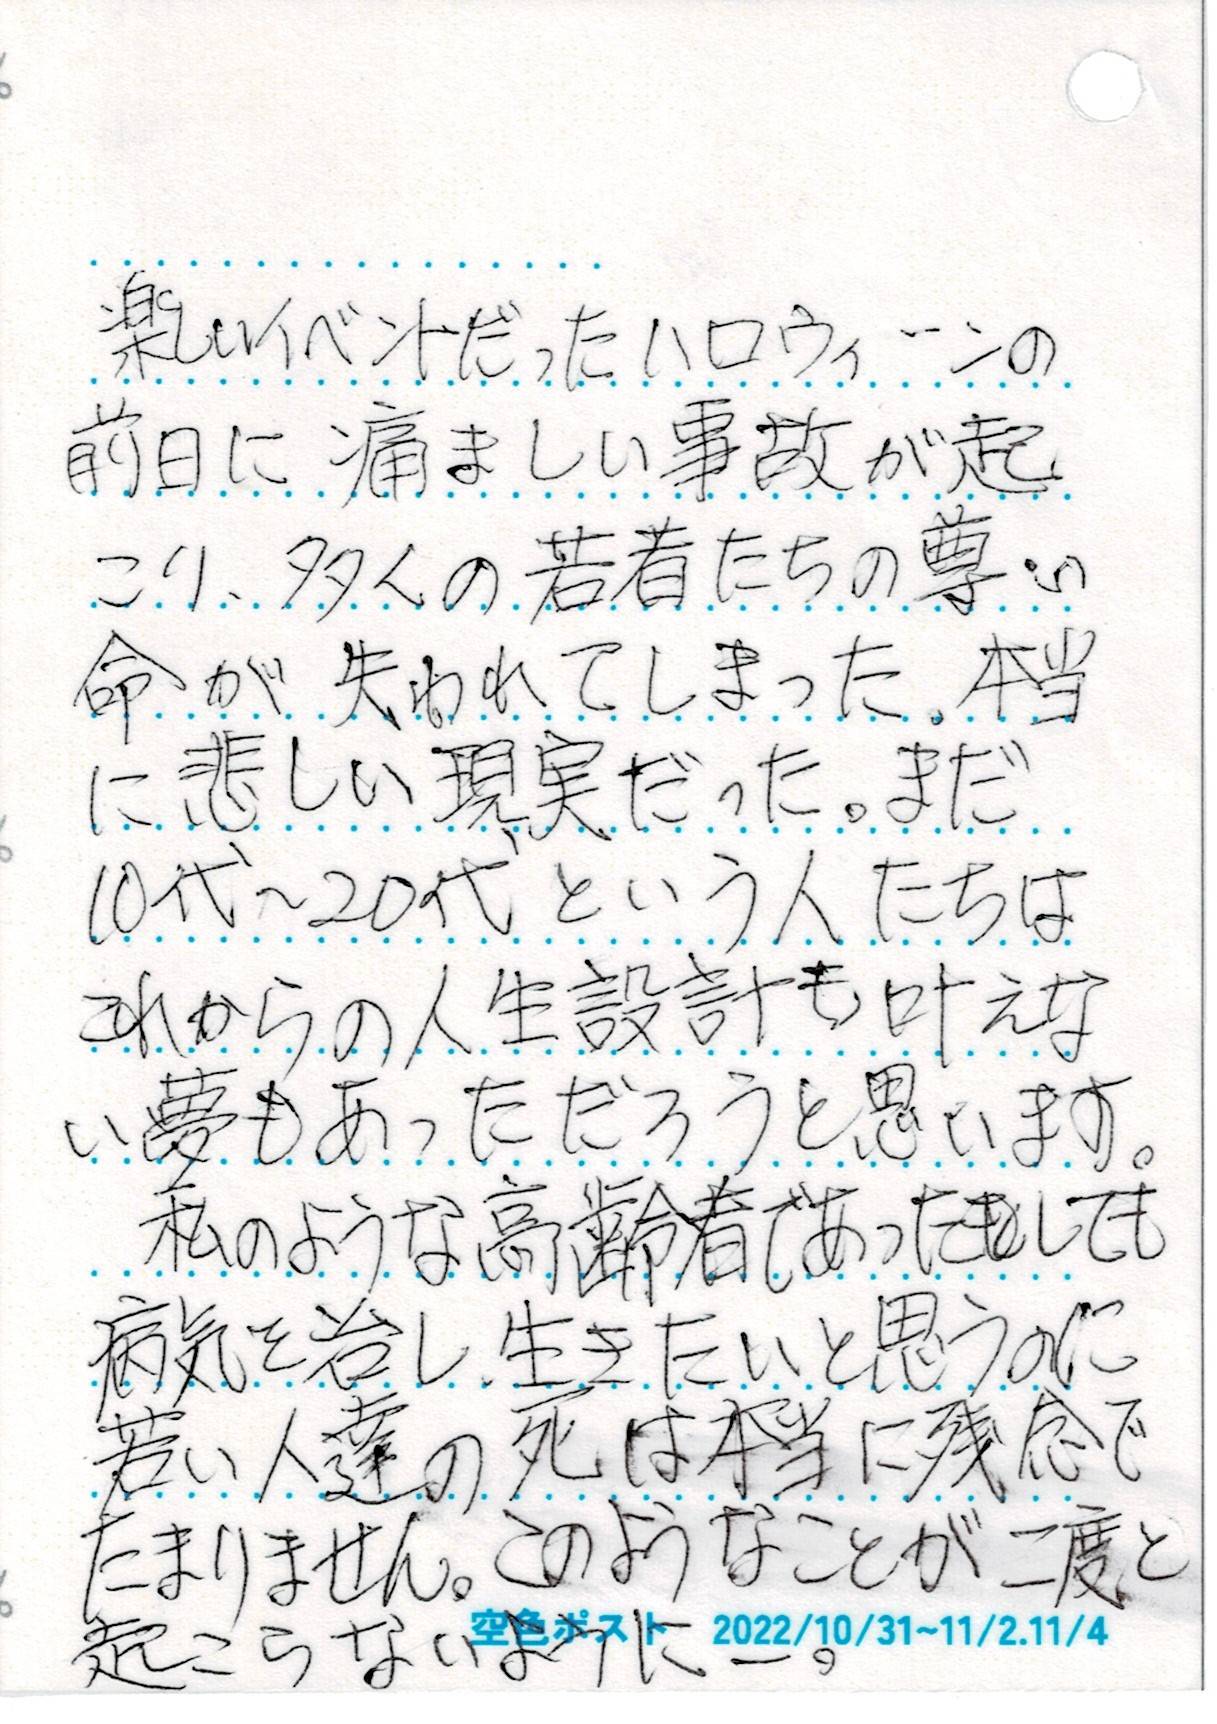 楽しいイベントだったハロウィーンの
前日に痛ましい事故が起
こり、多くの若者たちの尊い
命が失われてしまった。本当
に悲しい現実だった。まだ
10代~20代という人たちは
これからの人生設計も叶えな
い夢もあっただろうと思います。
私のような高齢者であったとしても
病気を治し生きたいと思うのに
若い人達の死は本当に残念で
たまりません。このようなことが二度と
起こらないように―。
空色ポスト 2022/10/31~11/2.11/4